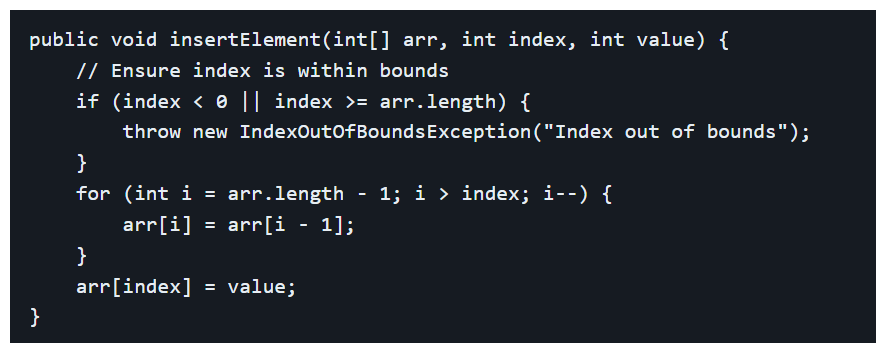 public void insertElement(int[] arr, int index, int value) {
    // Ensure index is within bounds
    if (index < 0 || index >= arr.length) {
        throw new IndexOutOfBoundsException("Index out of bounds");
    }
    for (int i = arr.length - 1; i > index; i--) {
        arr[i] = arr[i - 1];
    }
    arr[index] = value;
}